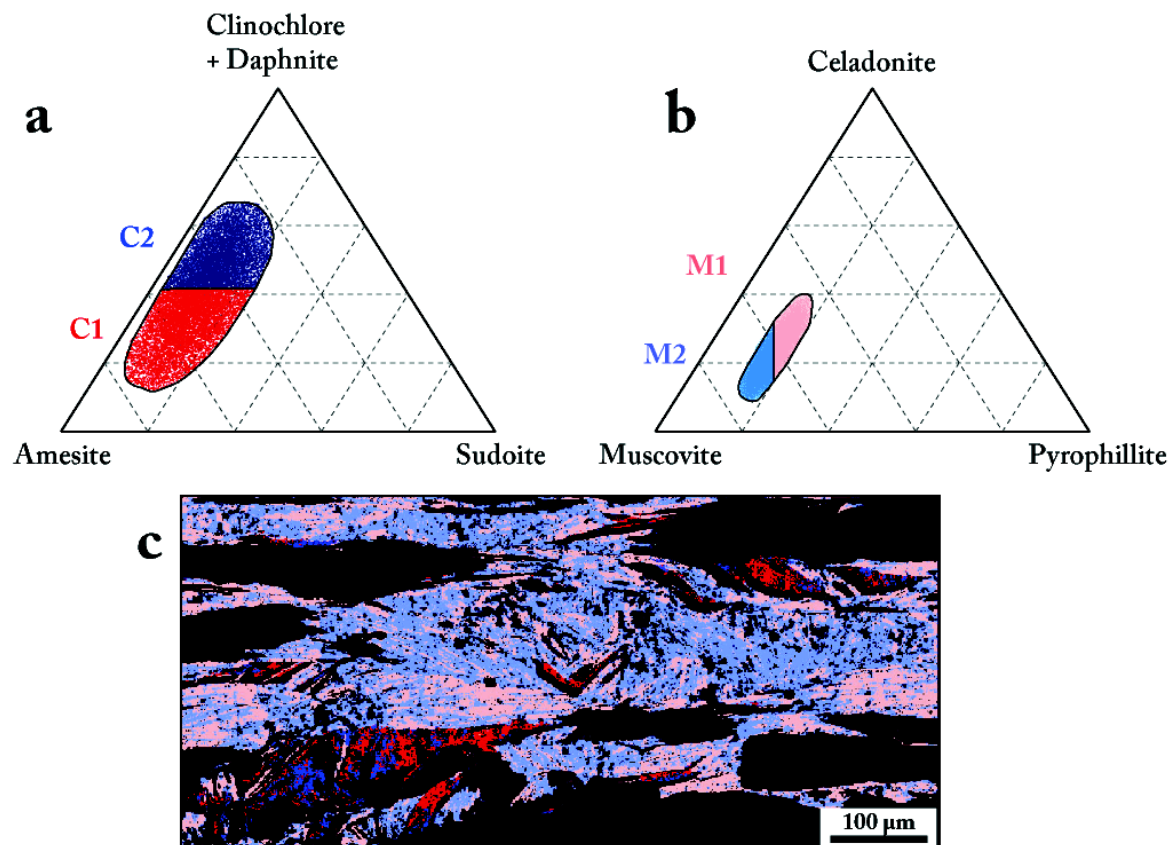 Clinochlore
+ Daphnite
a
C2
C1
Amesite
Sudoite
Celadonite
b
M1
M2
Muscovite
Pyrophillite
c
100 µm